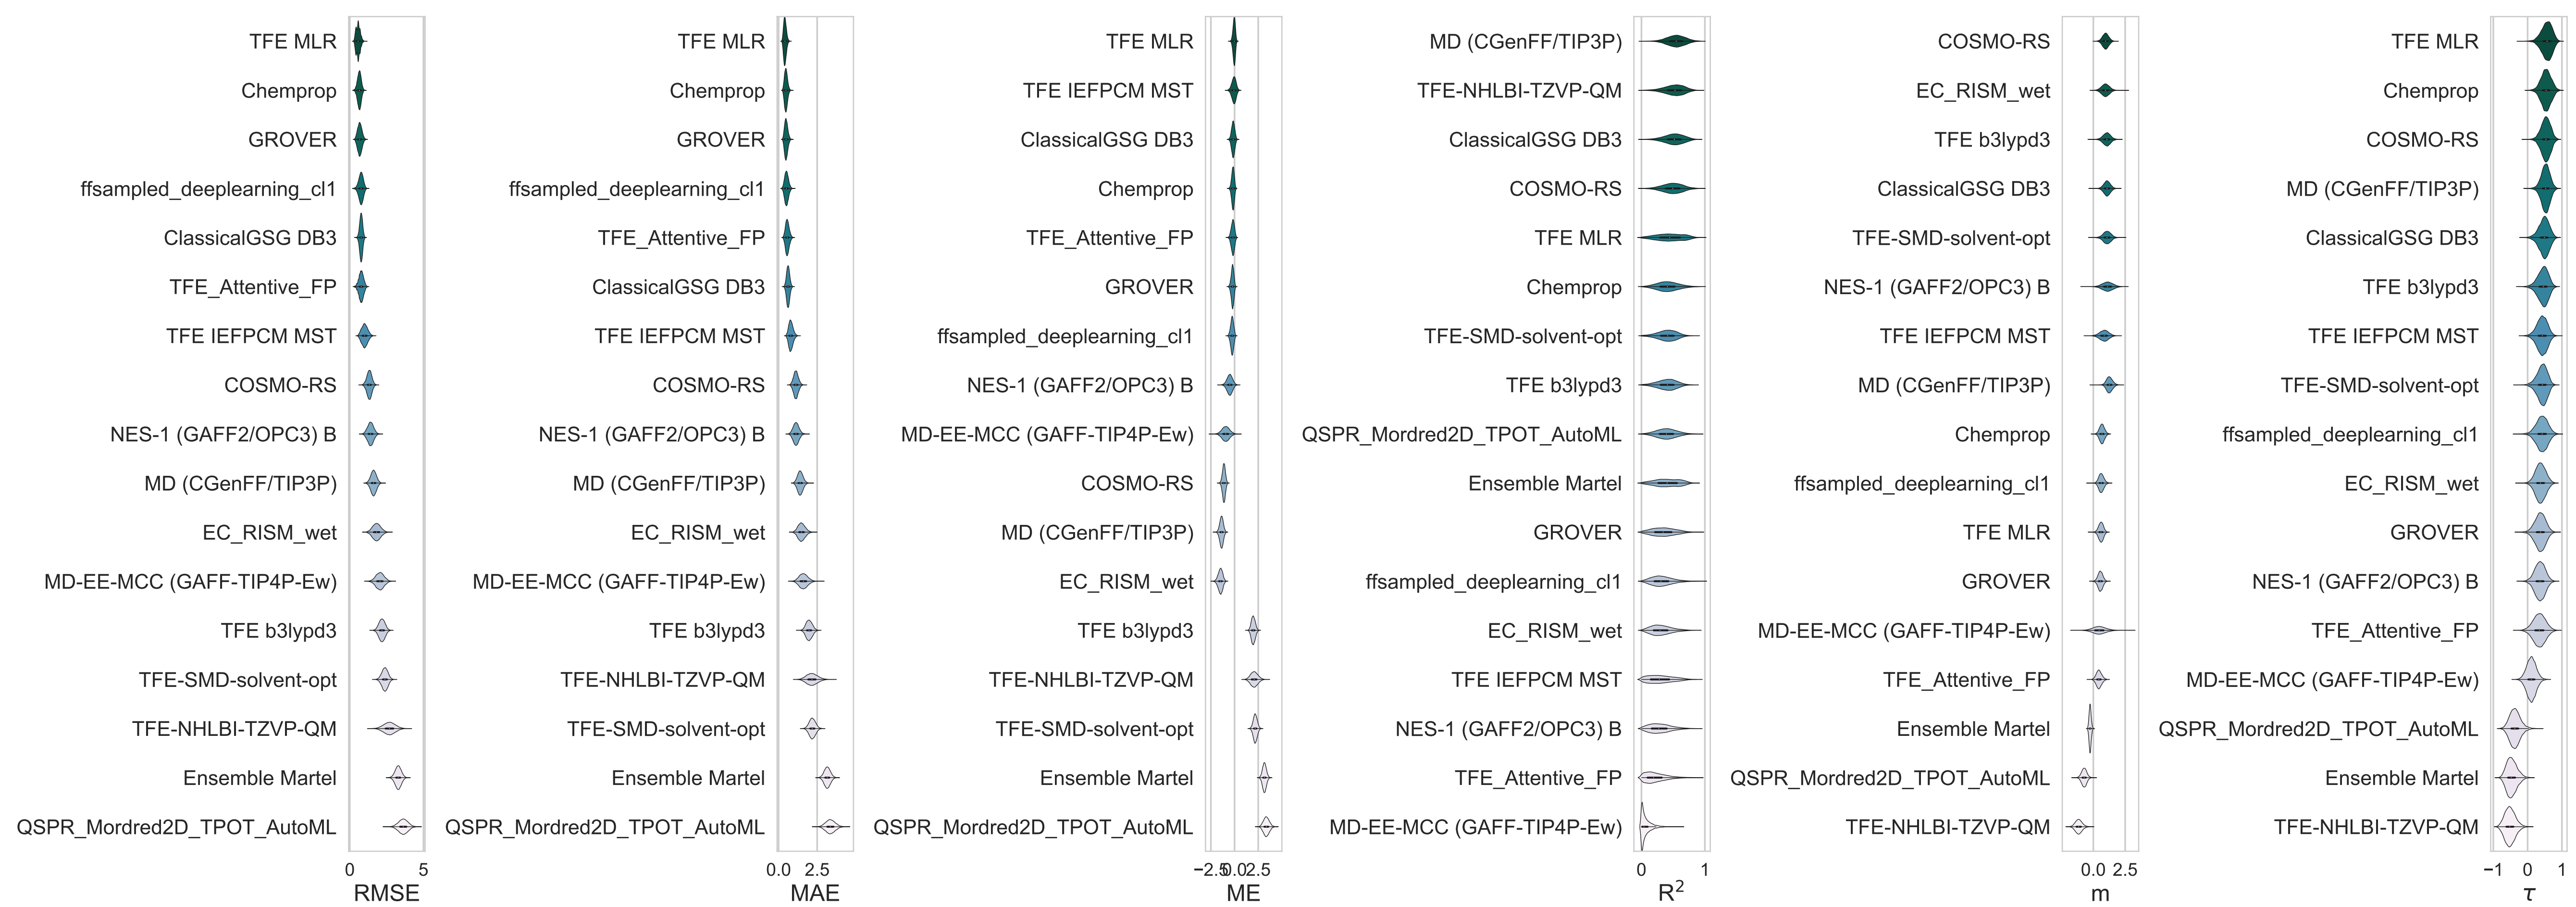 TFE MLR
Chemprop
GROVER
ffsampled_deeplearning_cl1
ClassicalGSG DB3
TFE_Attentive_FP
TFE IEFPCM MST
COSMO-RS
NES-1 (GAFF2/OPC3) B
MD (CGenFF/TIP3P)
EC_RISM_wet
MD-EE-MCC (GAFF-TIP4P-Ew)
TFE b3lypd3
TFE-SMD-solvent-opt
TFE-NHLBI-TZVP-QM
Ensemble Martel
QSPR_Mordred2D_TPOT_AutoML
0 5
RMSE
TFE MLR
Chemprop
GROVER
ffsampled_deeplearning_cl1
TFE_Attentive_FP
ClassicalGSG DB3
TFE IEFPCM MST
COSMO-RS
NES-1 (GAFF2/OPC3) B
MD (CGenFF/TIP3P)
EC_RISM_wet
MD-EE-MCC (GAFF-TIP4P-Ew)
TFE b3lypd3
TFE-NHLBI-TZVP-QM
TFE-SMD-solvent-opt
Ensemble Martel
QSPR_Mordred2D_TPOT_AutoML
0.0 2.5
MAE
TFE MLR
TFE IEFPCM MST
ClassicalGSG DB3
Chemprop
TFE_Attentive_FP
GROVER
ffsampled_deeplearning_cl1
NES-1 (GAFF2/OPC3) B
MD-EE-MCC (GAFF-TIP4P-Ew)
COSMO-RS
MD (CGenFF/TIP3P)
EC_RISM_wet
TFE b3lypd3
TFE-NHLBI-TZVP-QM
TFE-SMD-solvent-opt
Ensemble Martel
QSPR_Mordred2D_TPOT_AutoML
−2.5 0.0 2.5
ME
MD (CGenFF/TIP3P)
TFE-NHLBI-TZVP-QM
ClassicalGSG DB3
COSMO-RS
TFE MLR
Chemprop
TFE-SMD-solvent-opt
TFE b3lypd3
QSPR_Mordred2D_TPOT_AutoML
Ensemble Martel
GROVER
ffsampled_deeplearning_cl1
EC_RISM_wet
TFE IEFPCM MST
NES-1 (GAFF2/OPC3) B
TFE_Attentive_FP
MD-EE-MCC (GAFF-TIP4P-Ew)
0 1
R²
COSMO-RS
EC_RISM_wet
TFE b3lypd3
ClassicalGSG DB3
TFE-SMD-solvent-opt
NES-1 (GAFF2/OPC3) B
TFE IEFPCM MST
MD (CGenFF/TIP3P)
Chemprop
ffsampled_deeplearning_cl1
TFE MLR
GROVER
MD-EE-MCC (GAFF-TIP4P-Ew)
TFE_Attentive_FP
Ensemble Martel
QSPR_Mordred2D_TPOT_AutoML
TFE-NHLBI-TZVP-QM
0.0 2.5
m
TFE MLR
Chemprop
COSMO-RS
MD (CGenFF/TIP3P)
ClassicalGSG DB3
TFE b3lypd3
TFE IEFPCM MST
TFE-SMD-solvent-opt
ffsampled_deeplearning_cl1
EC_RISM_wet
GROVER
NES-1 (GAFF2/OPC3) B
TFE_Attentive_FP
MD-EE-MCC (GAFF-TIP4P-Ew)
QSPR_Mordred2D_TPOT_AutoML
Ensemble Martel
TFE-NHLBI-TZVP-QM
−1 0 1
τ